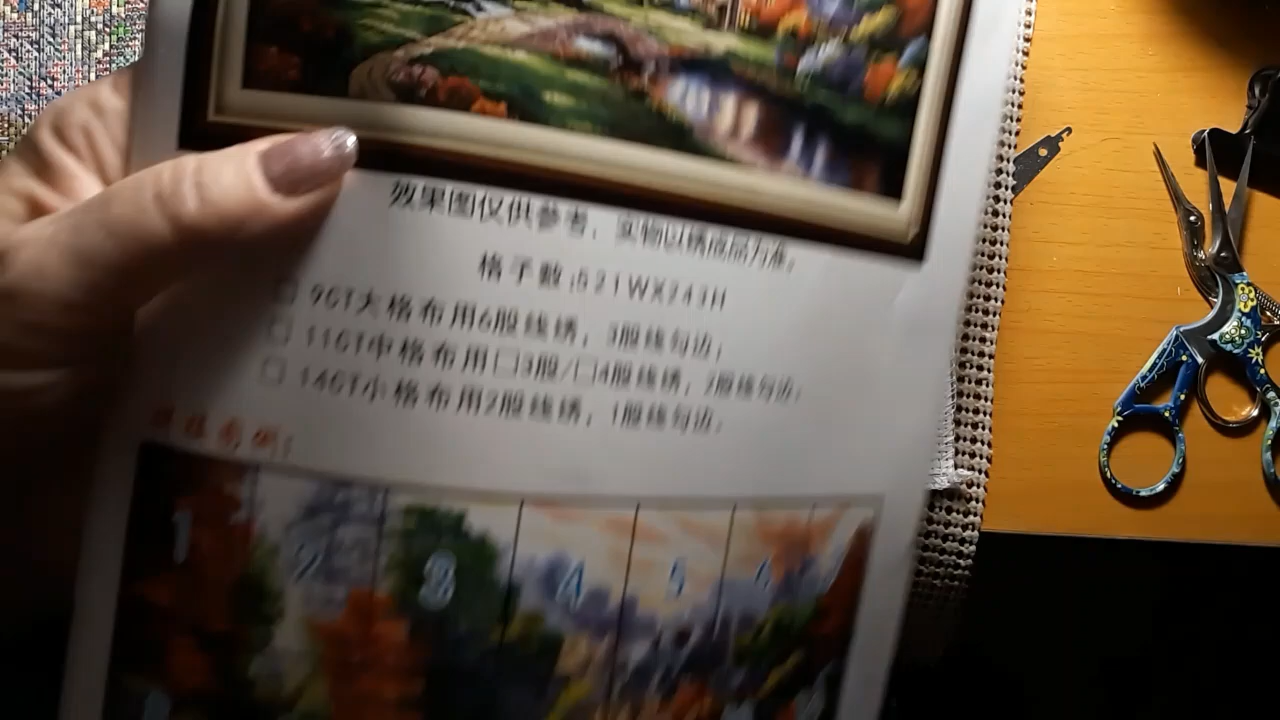 效果图仅供参考，实物以绣成品为准，
格子数:521WX243H
□ 9CT大格布用6股线绣，3股线勾边，
□ 11CT中格布用□3股/□4股线绣，2股线勾边，
□ 14CT小格布用2股线绣，1股线勾边，
1 2 3 4 5